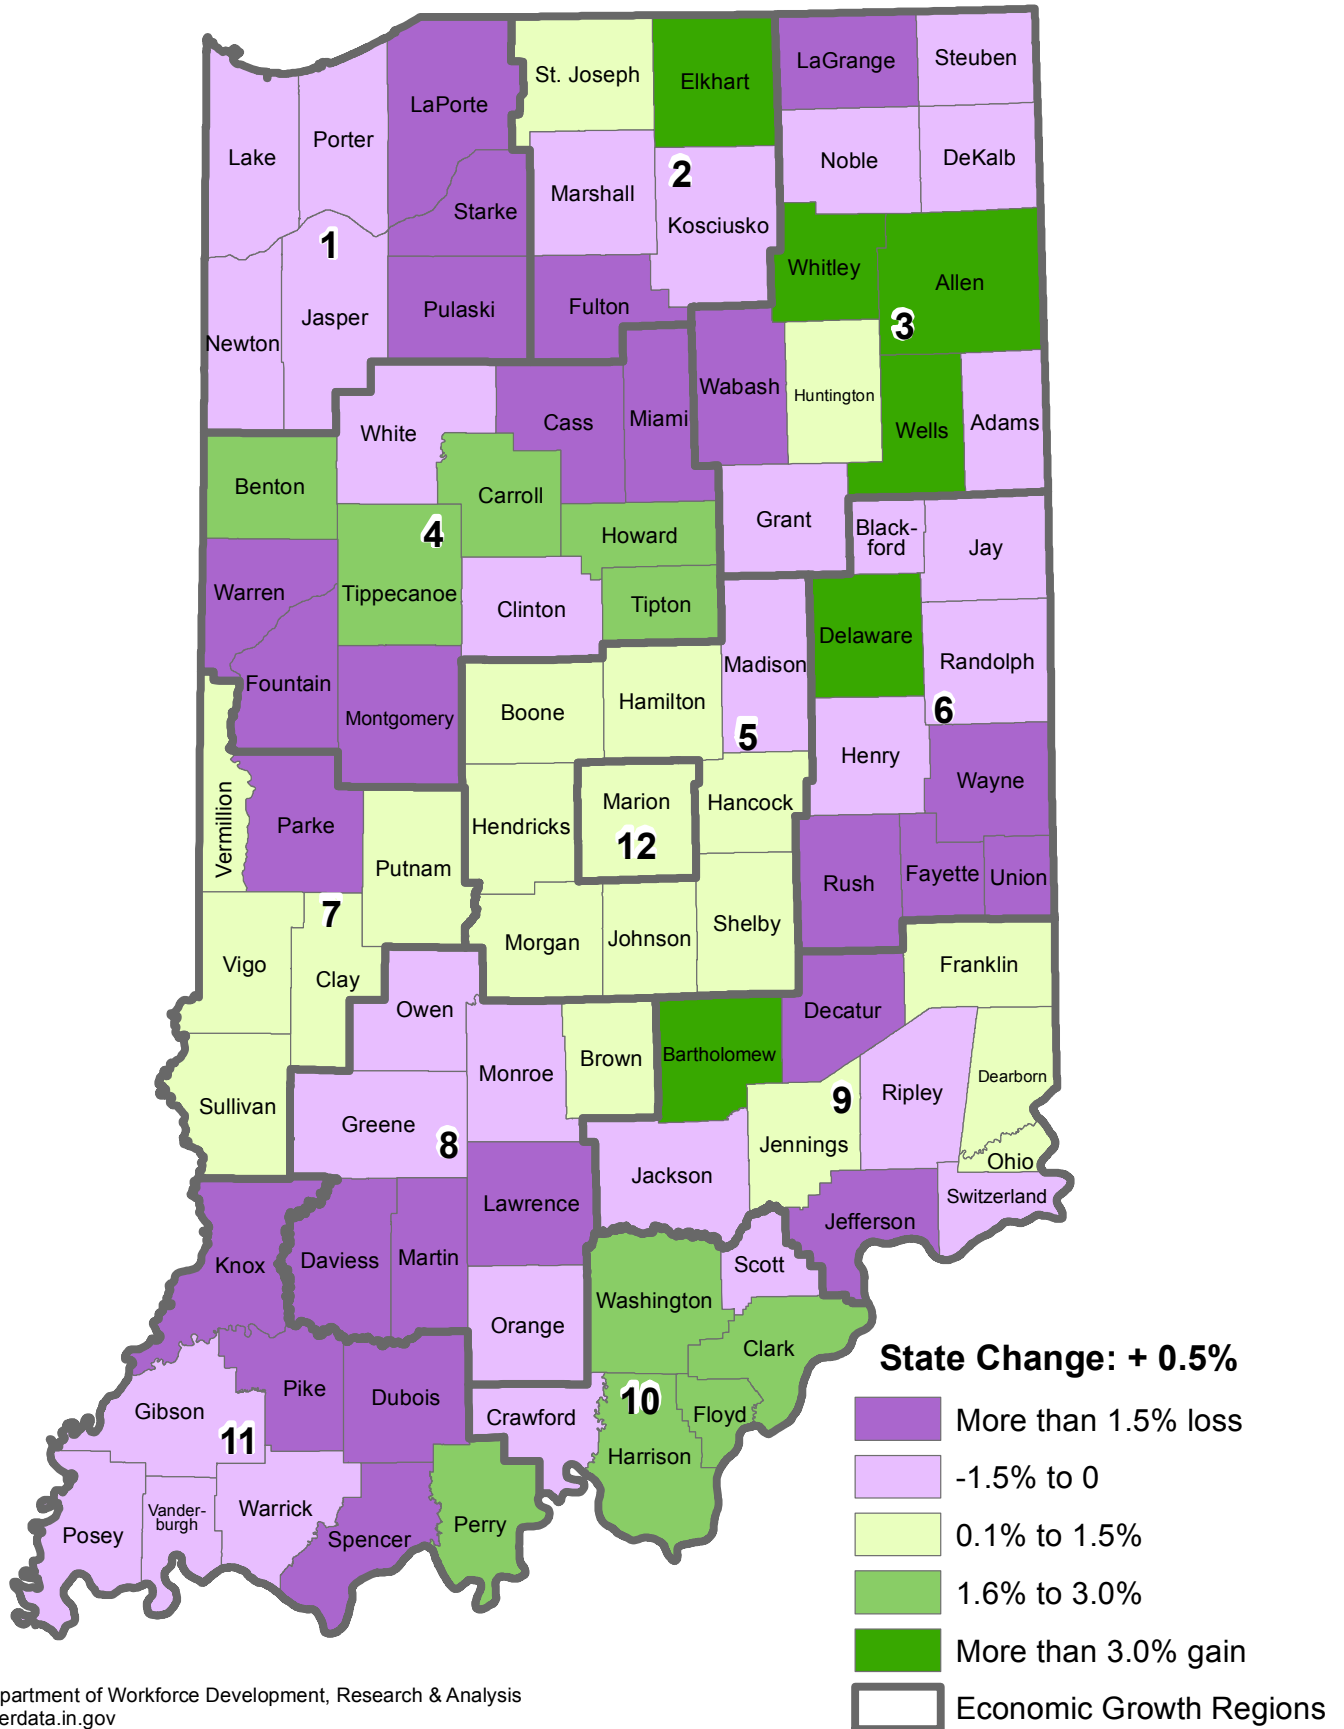 LaGrange
Steuben
St. Joseph
Elkhart
LaPorte
Porter
Lake
Noble
DeKalb
2
Marshall
Starke
Kosciusko
1
Whitley
Allen
Pulaski
Fulton
Jasper
3
Newton
Wabash
Huntington
Miami
Cass
White
Wells
Adams
Benton
Carroll
4
Howard
Grant
Black-
ford
Jay
Warren
Tippecanoe
Clinton
Tipton
Delaware
Madison
Randolph
Fountain
Hamilton
Boone
Montgomery
6
5
Henry
Wayne
Marion
Hancock
Vermillion
Parke
Hendricks
12
Putnam
Rush
Fayette
Union
7
Shelby
Morgan
Johnson
Vigo
Clay
Franklin
Owen
Decatur
Brown
Bartholomew
Monroe
Dearborn
Ripley
9
Sullivan
Greene
8
Jennings
Ohio
Jackson
Switzerland
Lawrence
Jefferson
Knox
Daviess
Martin
Scott
Washington
Orange
Clark
State Change: + 0.5%
Pike
Dubois
10
Gibson
11
Crawford
Floyd
More than 1.5% loss
Harrison
-1.5% to 0
Posey
Vander-
burgh
Warrick
Spencer
Perry
0.1% to 1.5%
1.6% to 3.0%
More than 3.0% gain
Economic Growth Regions
partment of Workforce Development, Research & Analysis
erdata.in.gov